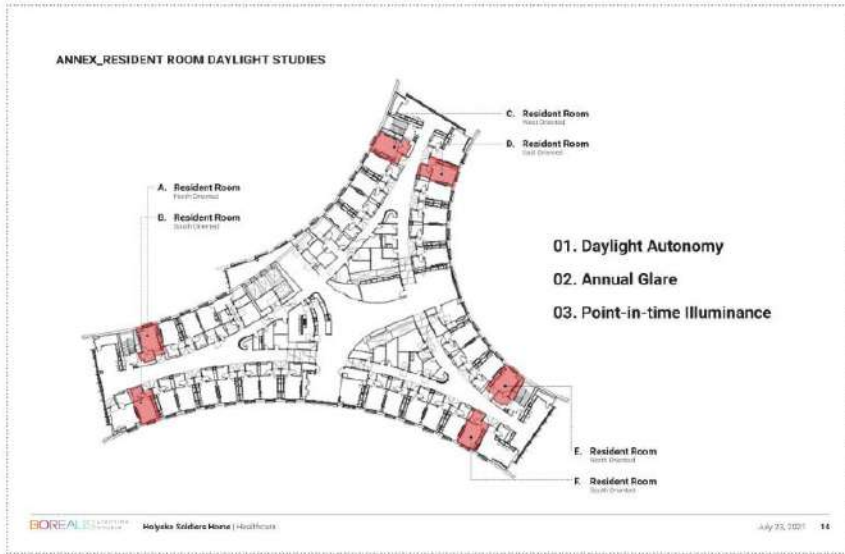 ANNEX_RESIDENT ROOM DAYLIGHT STUDIES
C. Resident Room
West Oriented
D. Resident Room
East Oriented
A. Resident Room
North Oriented
B. Resident Room
South Oriented
01. Daylight Autonomy
02. Annual Glare
03. Point-in-time Illuminance
E. Resident Room
North Oriented
F. Resident Room
South Oriented
BOREALIS Holyoke Soldiers Home | Healthcare
July 23, 2021 14